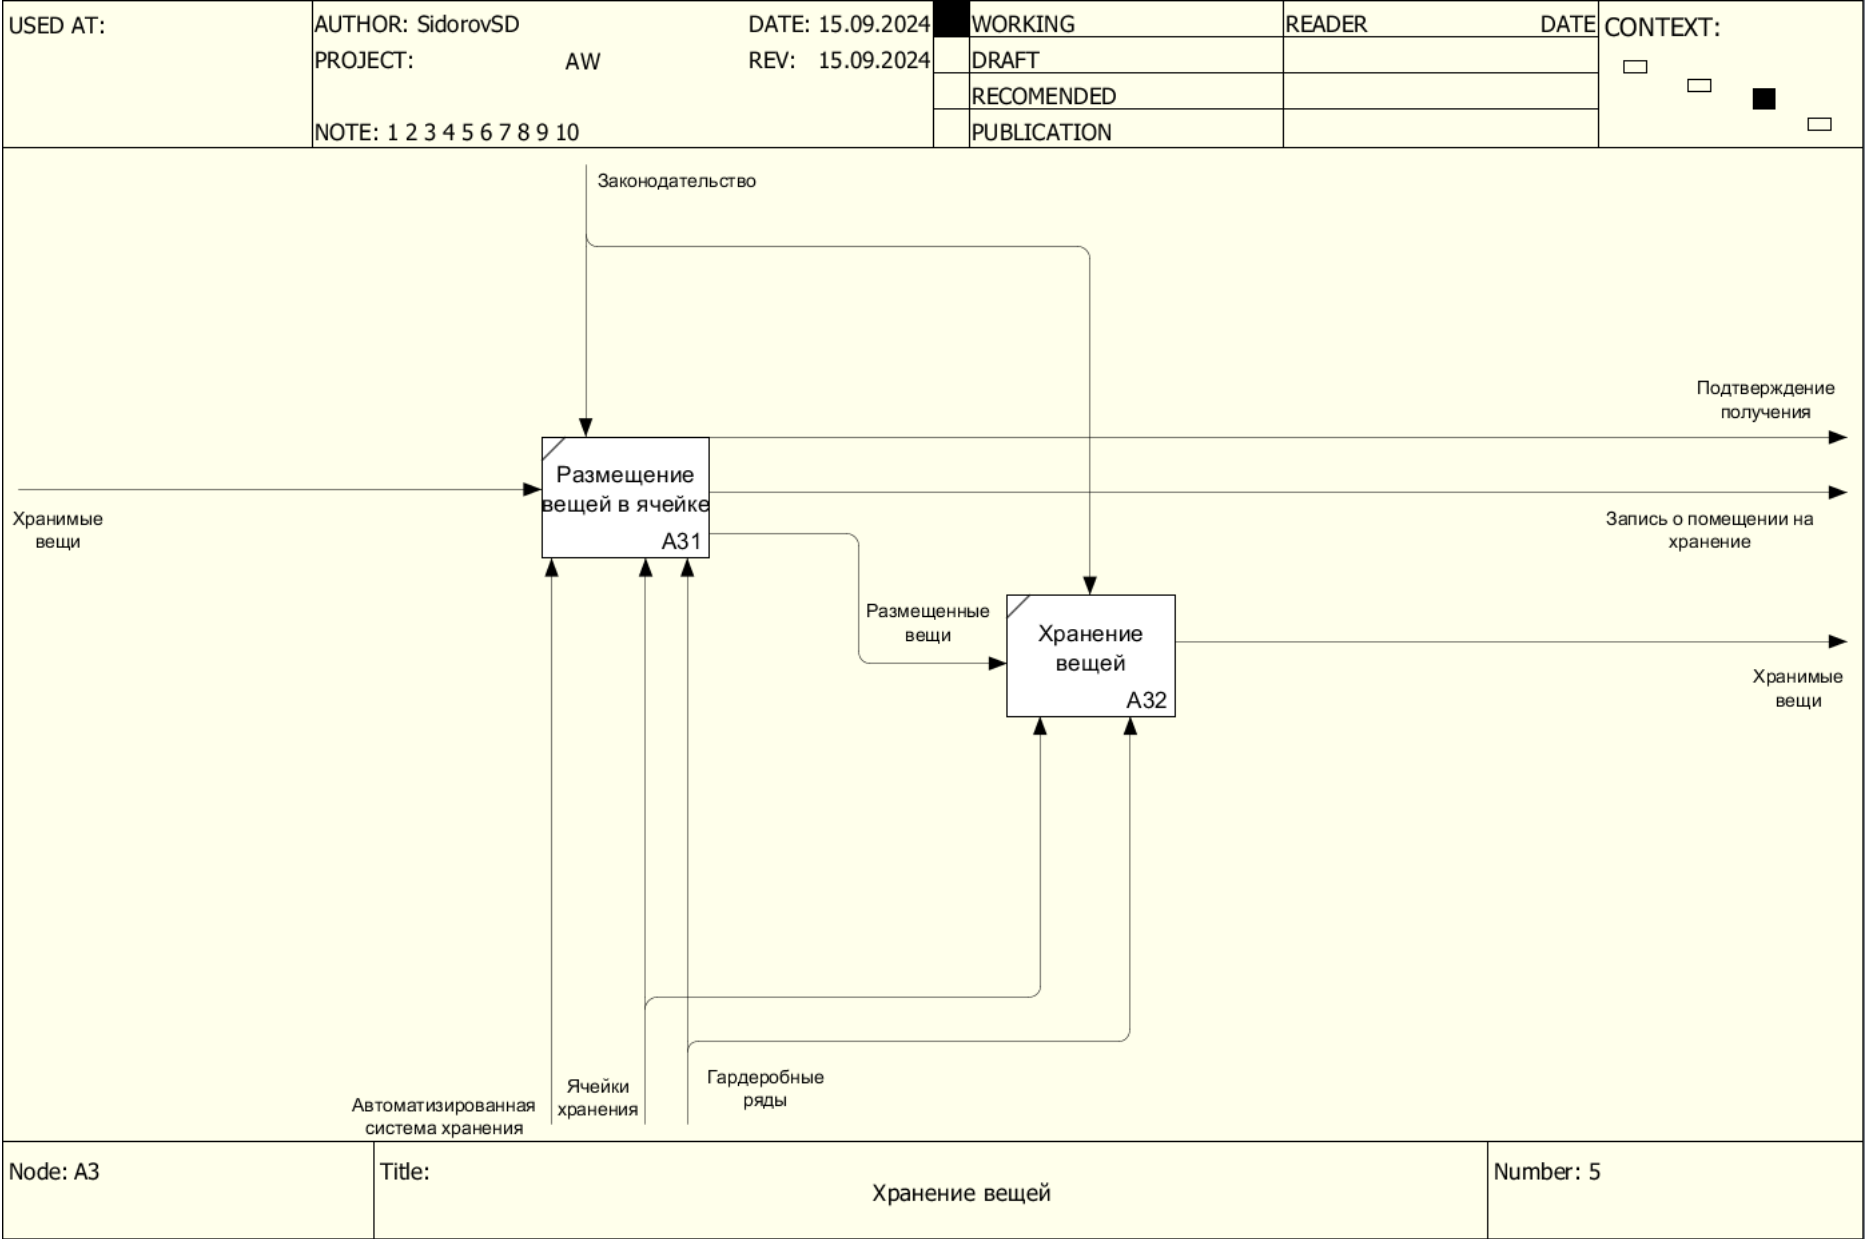 USED AT:
AUTHOR: SidorovSD
DATE: 15.09.2024
PROJECT: AW
REV: 15.09.2024
NOTE: 1 2 3 4 5 6 7 8 9 10
WORKING
DRAFT
RECOMENDED
PUBLICATION
READER DATE
CONTEXT:
Законодательство
Подтверждение
получения
Размещение
вещей в ячейке
A31
Хранимые
вещи
Запись о помещении на
хранение
Размещенные
вещи
Хранение
вещей
A32
Хранимые
вещи
Автоматизированная
система хранения
Ячейки
хранения
Гардеробные
ряды
Node: A3
Title:
Хранение вещей
Number: 5